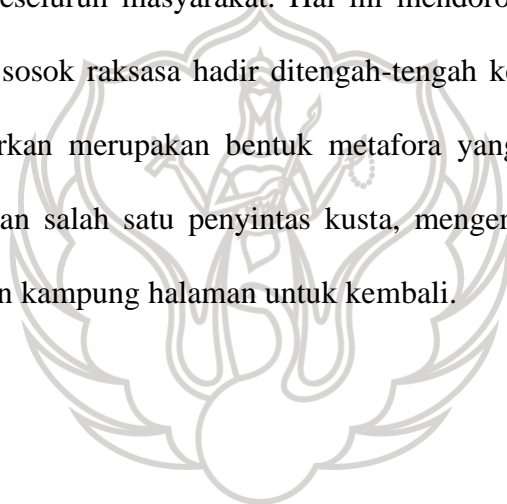 eseluruh masyarakat. Hal ini mendoro
sosok raksasa hadir ditengah-tengah k
rkan merupakan bentuk metafora yang
an salah satu penyintas kusta, menge
n kampung halaman untuk kembali.